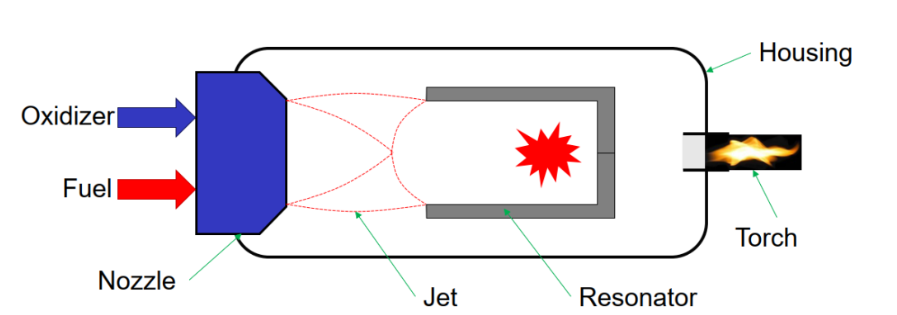 Housing
Oxidizer
Fuel
Torch
Nozzle
Jet
Resonator